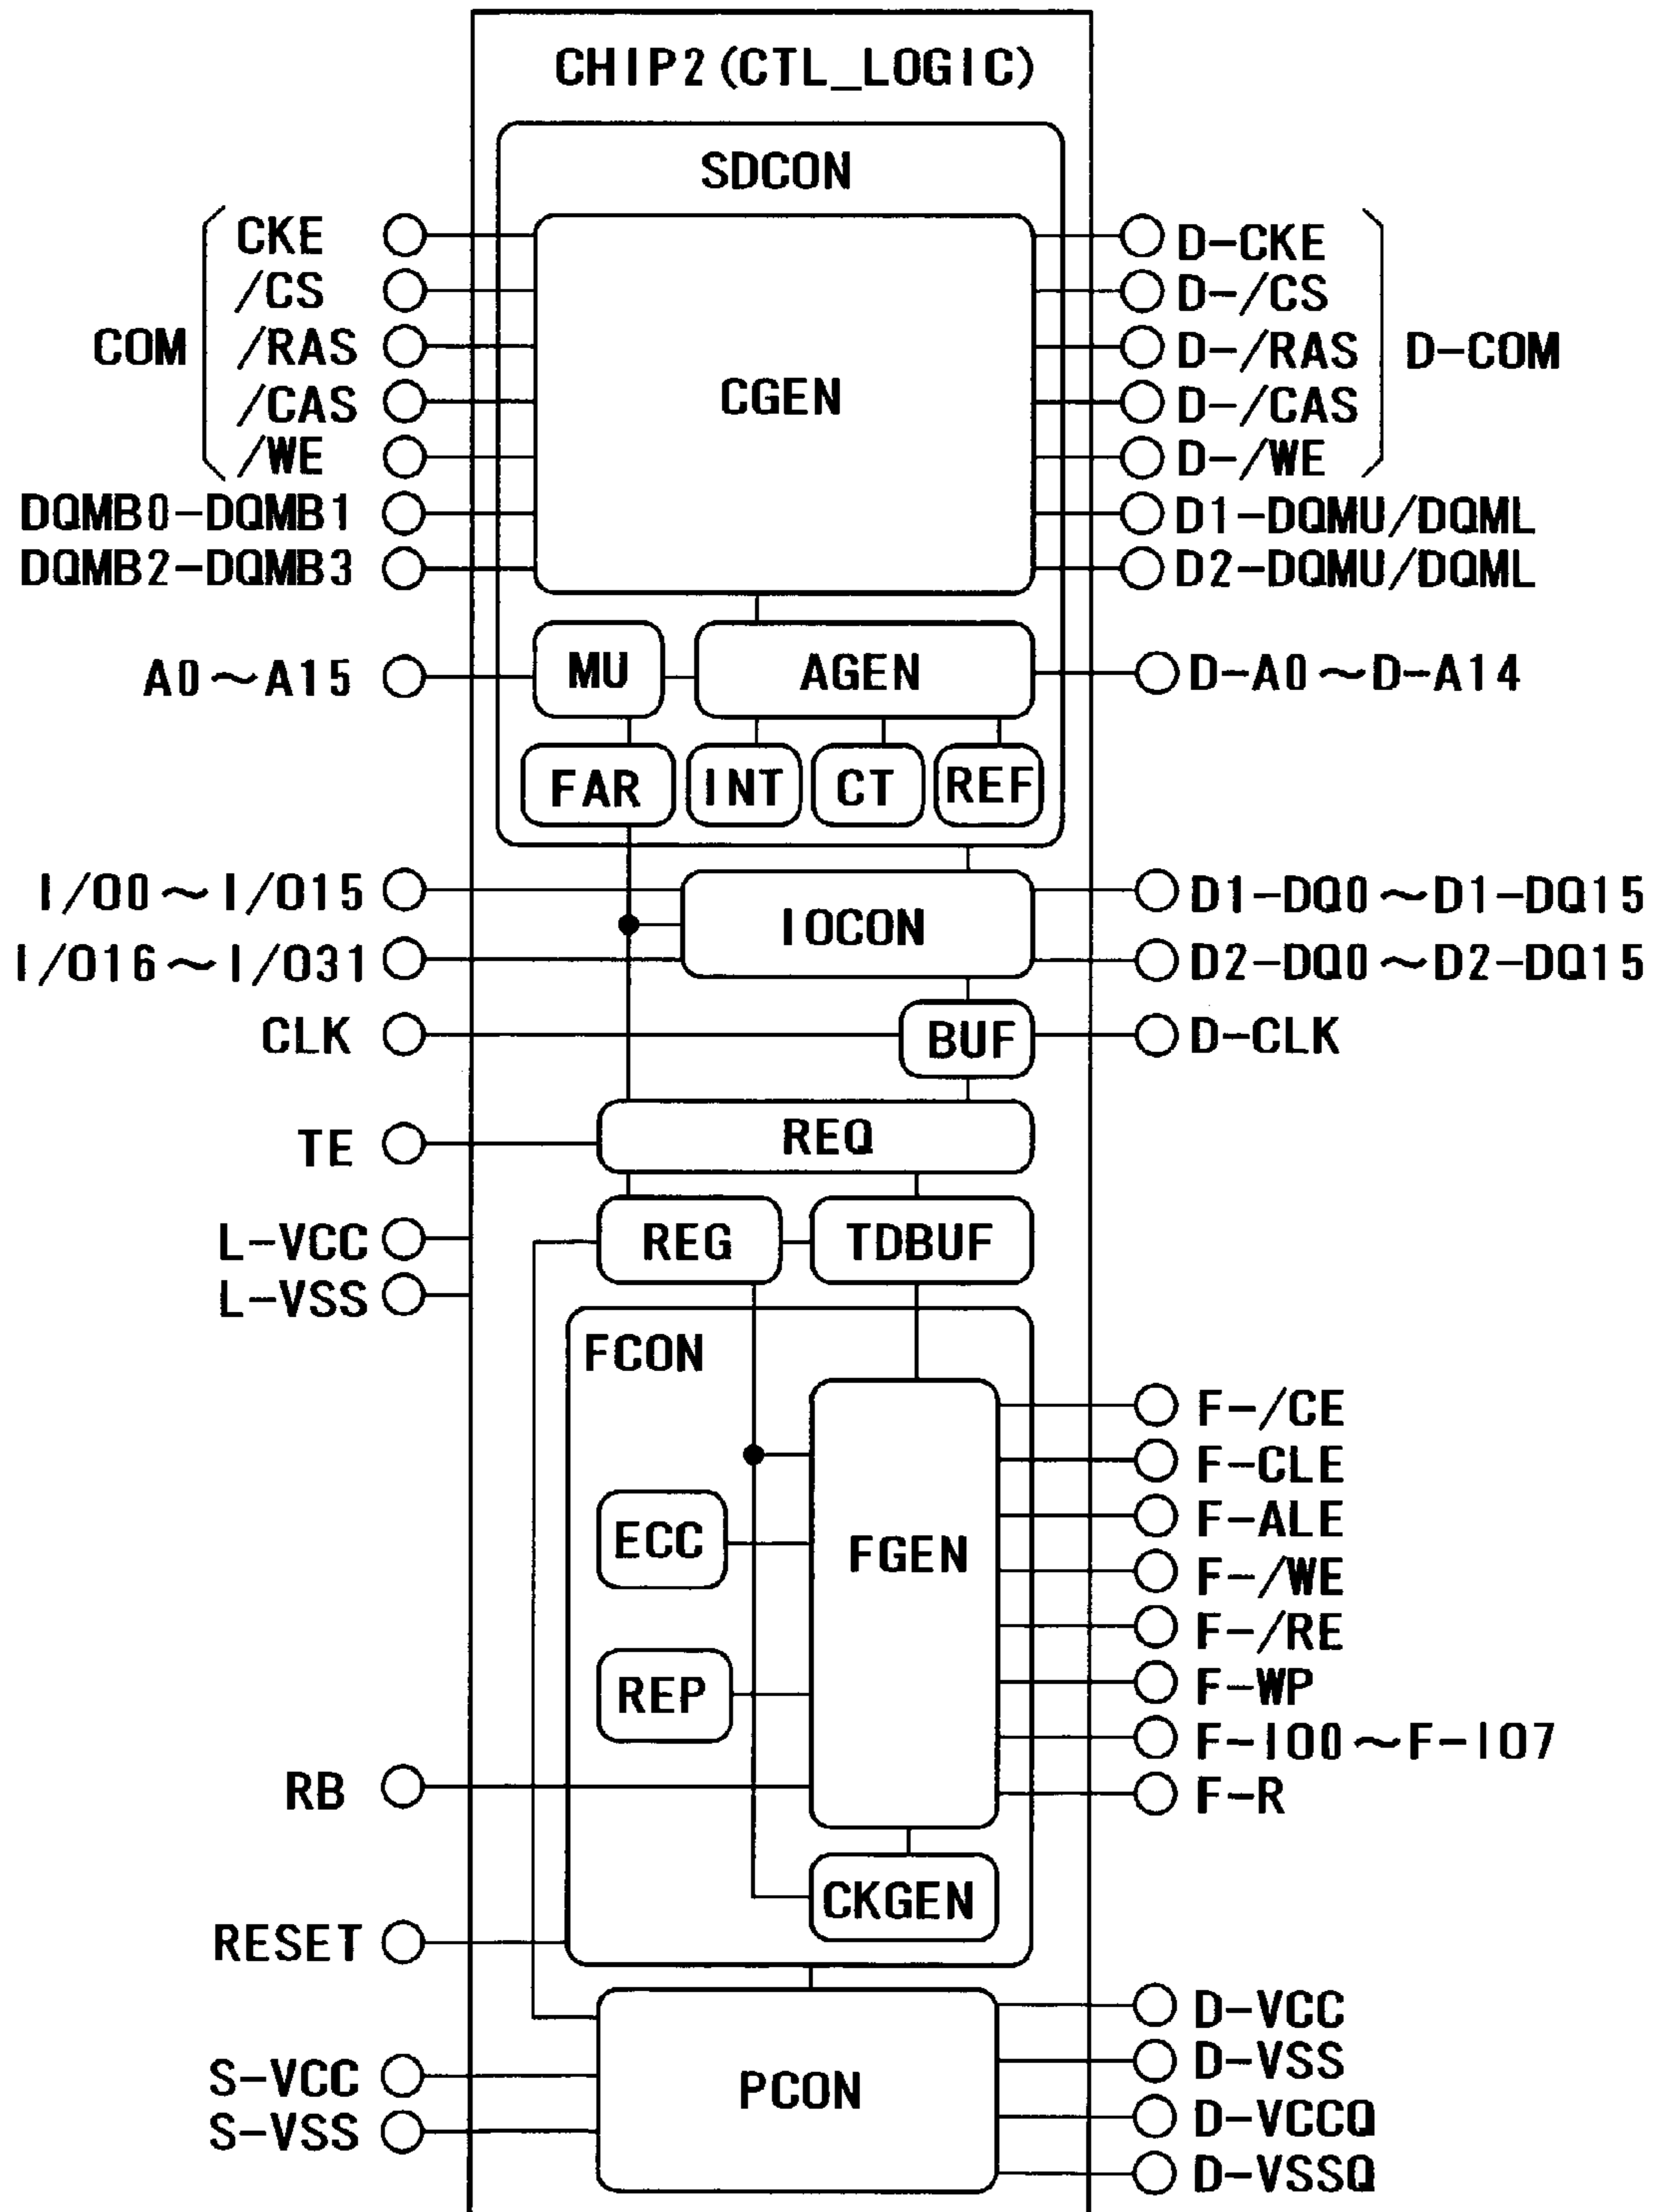 CHIP2(CTL_LOGIC)
SDCON
CKE
/CS
COM
/RAS
/CAS
/WE
DQMB0-DQMB1
DQMB2-DQMB3
CGEN
D-CKE
D-/CS
D-/RAS
D-COM
D-/CAS
D-/WE
D1-DQMU/DQML
D2-DQMU/DQML
A0~A15
MU
AGEN
D-A0~D-A14
FAR
INT
CT
REF
I/O0~I/O15
I/O16~I/O31
IOCON
D1-DQ0~D1-DQ15
D2-DQ0~D2-DQ15
CLK
BUF
D-CLK
TE
REQ
L-VCC
L-VSS
REG
TDBUF
FCON
ECC
FGEN
REP
F-/CE
F-CLE
F-ALE
F-/WE
F-/RE
F-WP
F-IO0~F-IO7
F-R
RB
CKGEN
RESET
S-VCC
S-VSS
PCON
D-VCC
D-VSS
D-VCCQ
D-VSSQ